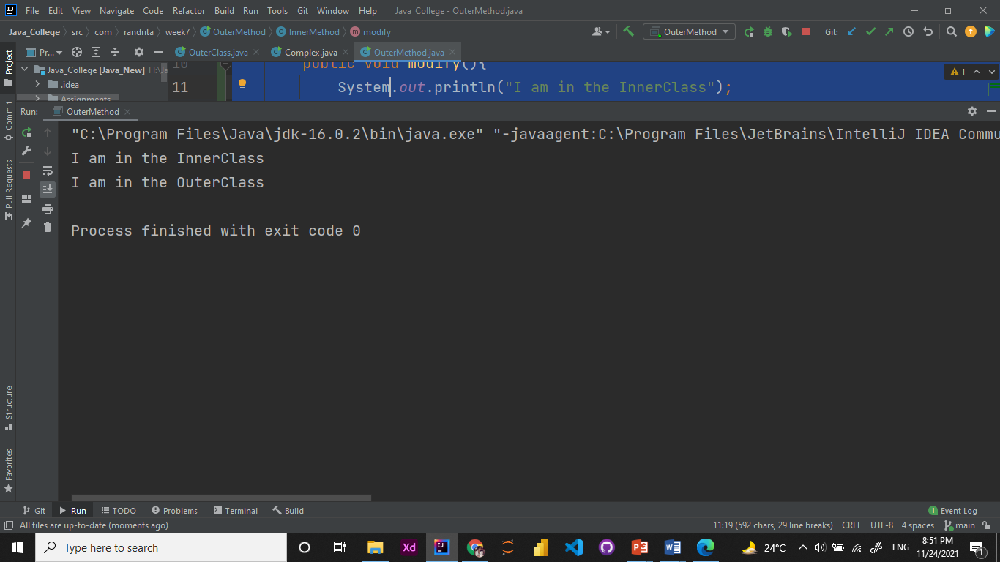 File Edit View Navigate Code Refactor Build Run Tools Git Window Help Java_College - OuterMethod.java
Java_College src com randrita week7 OuterMethod InnerMethod modify OuterMethod Git:
Project
Pr... OuterClass.java Complex.java OuterMethod.java
Java_College [Java_New] H:\Ja
.idea
Assignments
10 public void modify(){
11 System.out.println("I am in the InnerClass");
1
Commit
Pull Requests
Run: OuterMethod
"C:\Program Files\Java\jdk-16.0.2\bin\java.exe" "-javaagent:C:\Program Files\JetBrains\IntelliJ IDEA Commu
I am in the InnerClass
I am in the OuterClass
Process finished with exit code 0
Structure
Favorites
Git Run TODO Problems Terminal Build 1 Event Log
All files are up-to-date (moments ago) 11:19 (592 chars, 29 line breaks) CRLF UTF-8 4 spaces main
Type here to search Xd 24°C ENG 8:51 PM
11/24/2021 1